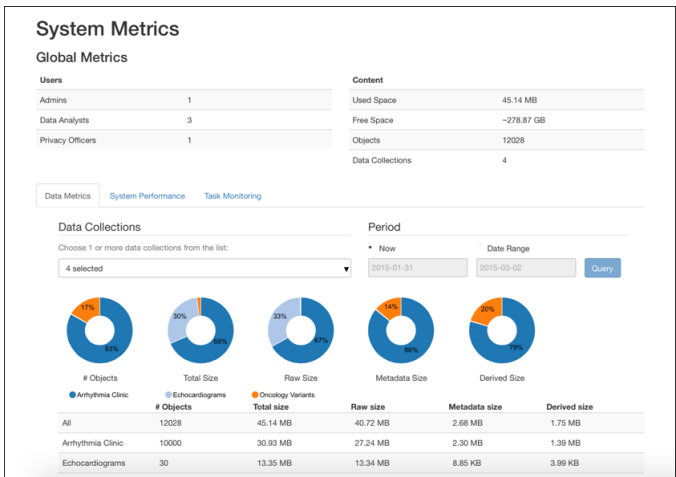 System Metrics
Global Metrics
Users
Admins 1
Data Analysts 3
Privacy Officers 1
Content
Used Space 45.14 MB
Free Space ~278.87 GB
Objects 12028
Data Collections 4
Data Metrics System Performance Task Monitoring
Data Collections
Choose 1 or more data collections from the list:
4 selected
Period
Now Date Range
2015-01-31 2015-03-02 Query
17% 83%
30% 69%
33% 67%
14% 86%
20% 79%
# Objects Total Size Raw Size Metadata Size Derived Size
Arrhythmia Clinic Echocardiograms Oncology Variants
# Objects Total size Raw size Metadata size Derived size
All 12028 45.14 MB 40.72 MB 2.68 MB 1.75 MB
Arrhythmia Clinic 10000 30.93 MB 27.24 MB 2.30 MB 1.39 MB
Echocardiograms 30 13.35 MB 13.34 MB 8.85 KB 3.99 KB